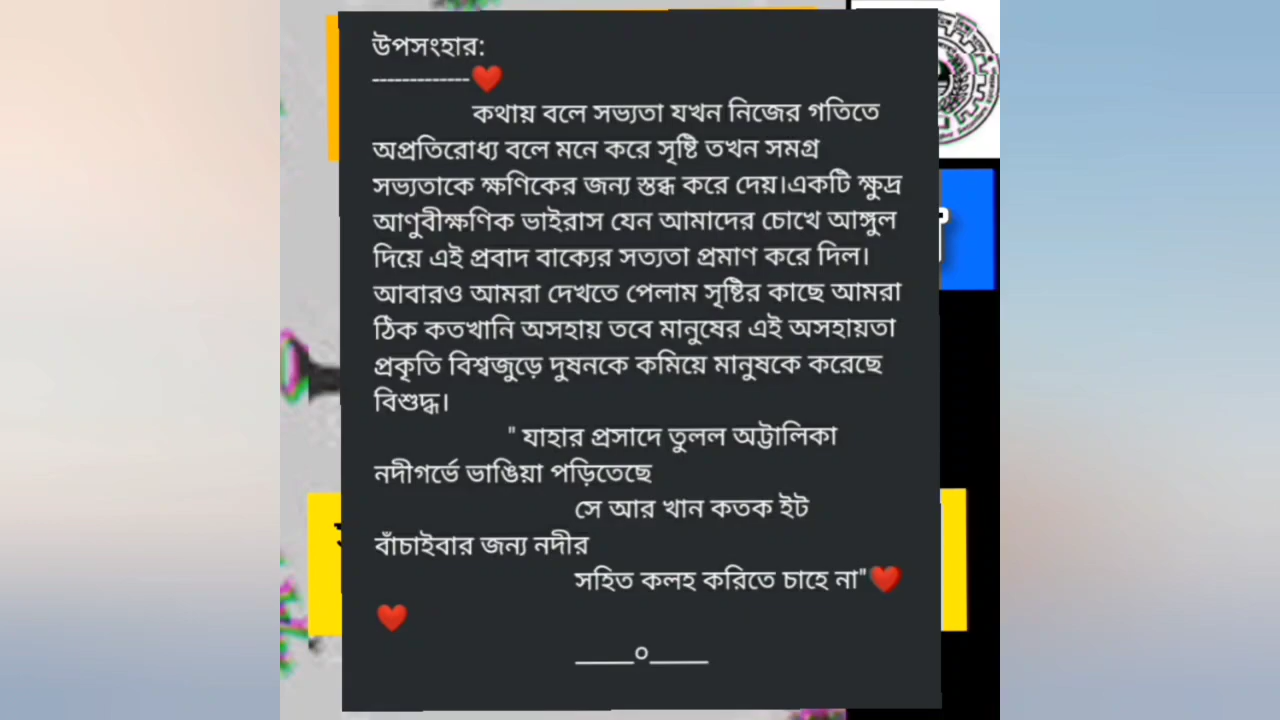 উপসংহার:
-------------❤️
কথায় বলে সভ্যতা যখন নিজের গতিতে
অপ্রতিরোধ্য বলে মনে করে সৃষ্টি তখন সমগ্র
সভ্যতাকে ক্ষণিকের জন্য স্তব্ধ করে দেয়।একটি ক্ষুদ্র
আণুবীক্ষণিক ভাইরাস যেন আমাদের চোখে আঙ্গুল
দিয়ে এই প্রবাদ বাক্যের সত্যতা প্রমাণ করে দিল।
আবারও আমরা দেখতে পেলাম সৃষ্টির কাছে আমরা
ঠিক কতখানি অসহায় তবে মানুষের এই অসহায়তা
প্রকৃতি বিশ্বজুড়ে দুষনকে কমিয়ে মানুষকে করেছে
বিশুদ্ধ।
" যাহার প্রসাদে তুলল অট্টালিকা
নদীগর্ভে ভাঙিয়া পড়িতেছে
সে আর খান কতক ইট
বাঁচাইবার জন্য নদীর
সহিত কলহ করিতে চাহে না"❤️
❤️
_____o_____